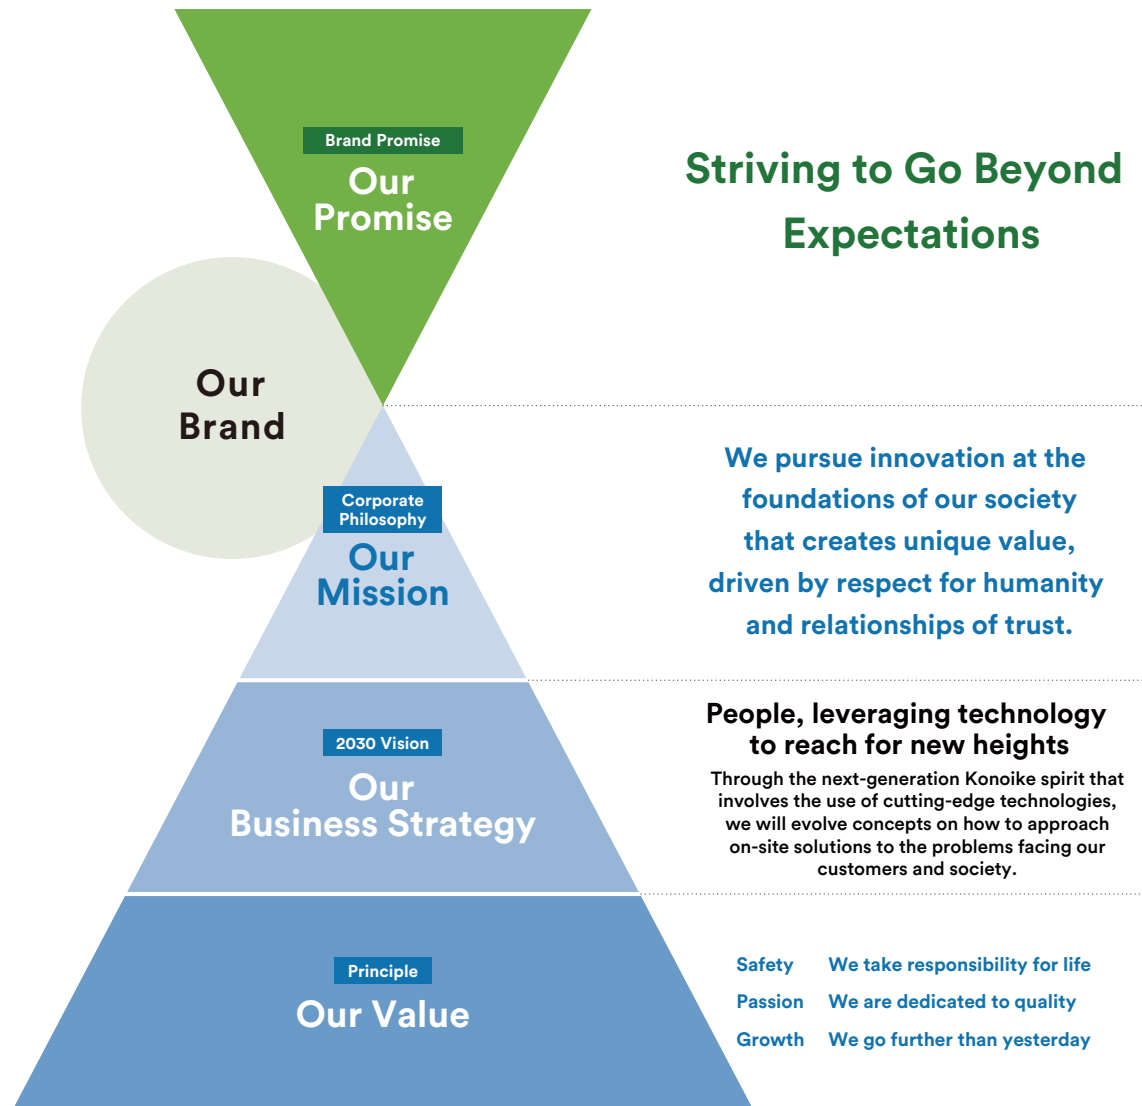 Brand Promise
Our
Promise
Striving to Go Beyond
Expectations
Our
Brand
Corporate
Philosophy
Our
Mission
We pursue innovation at the
foundations of our society
that creates unique value,
driven by respect for humanity
and relationships of trust.
2030 Vision
Our
Business Strategy
People, leveraging technology
to reach for new heights
Through the next-generation Konoike spirit that
involves the use of cutting-edge technologies,
we will evolve concepts on how to approach
on-site solutions to the problems facing our
customers and society.
Principle
Our Value
Safety We take responsibility for life
Passion We are dedicated to quality
Growth We go further than yesterday